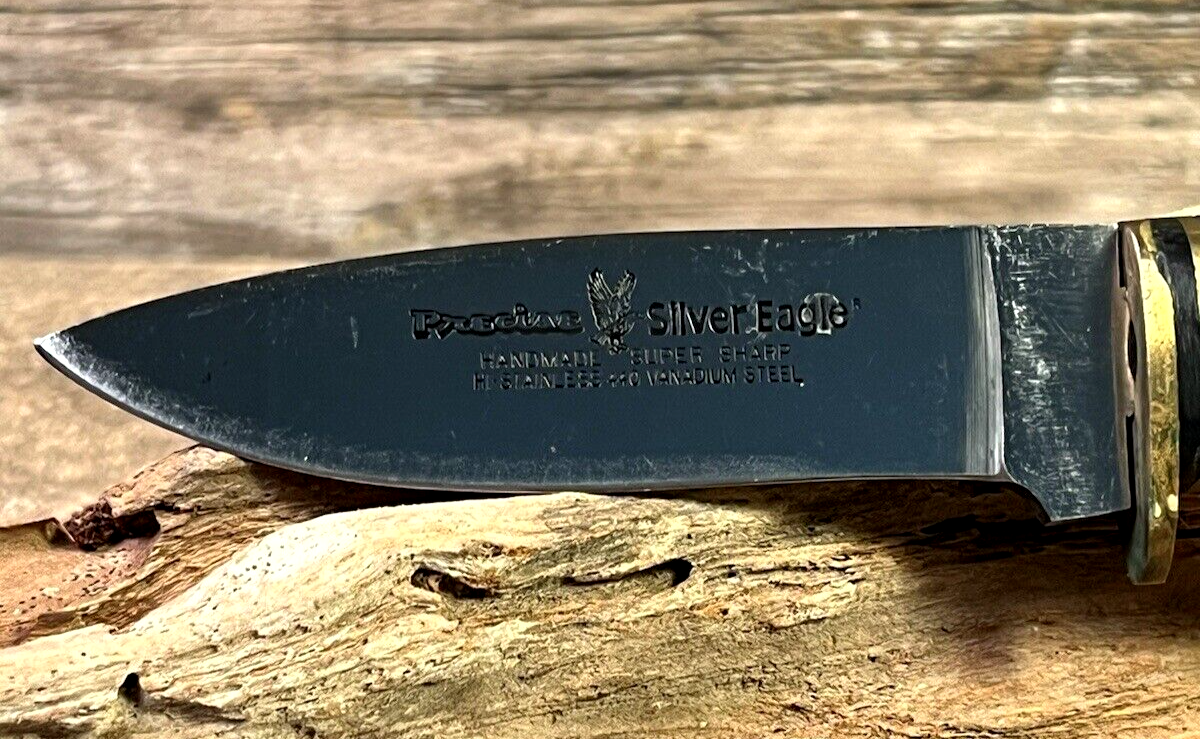 Precise Silver Eagle®
HANDMADE SUPER SHARP
HI-STAINLESS 440 VANADIUM STEEL